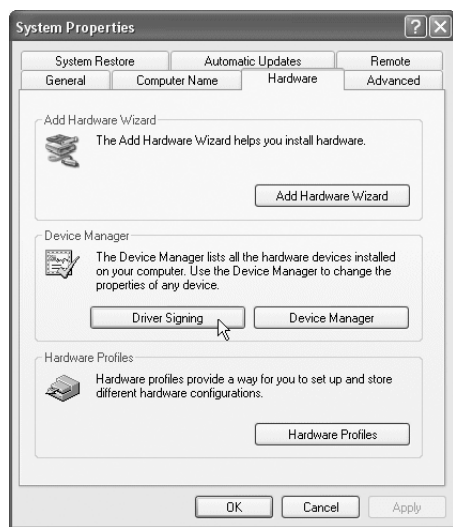 System Properties
System Restore Automatic Updates Remote
General Computer Name Hardware Advanced
Add Hardware Wizard
The Add Hardware Wizard helps you install hardware.
Add Hardware Wizard
Device Manager
The Device Manager lists all the hardware devices installed
on your computer. Use the Device Manager to change the
properties of any device.
Driver Signing Device Manager
Hardware Profiles
Hardware profiles provide a way for you to set up and store
different hardware configurations.
Hardware Profiles
OK Cancel Apply